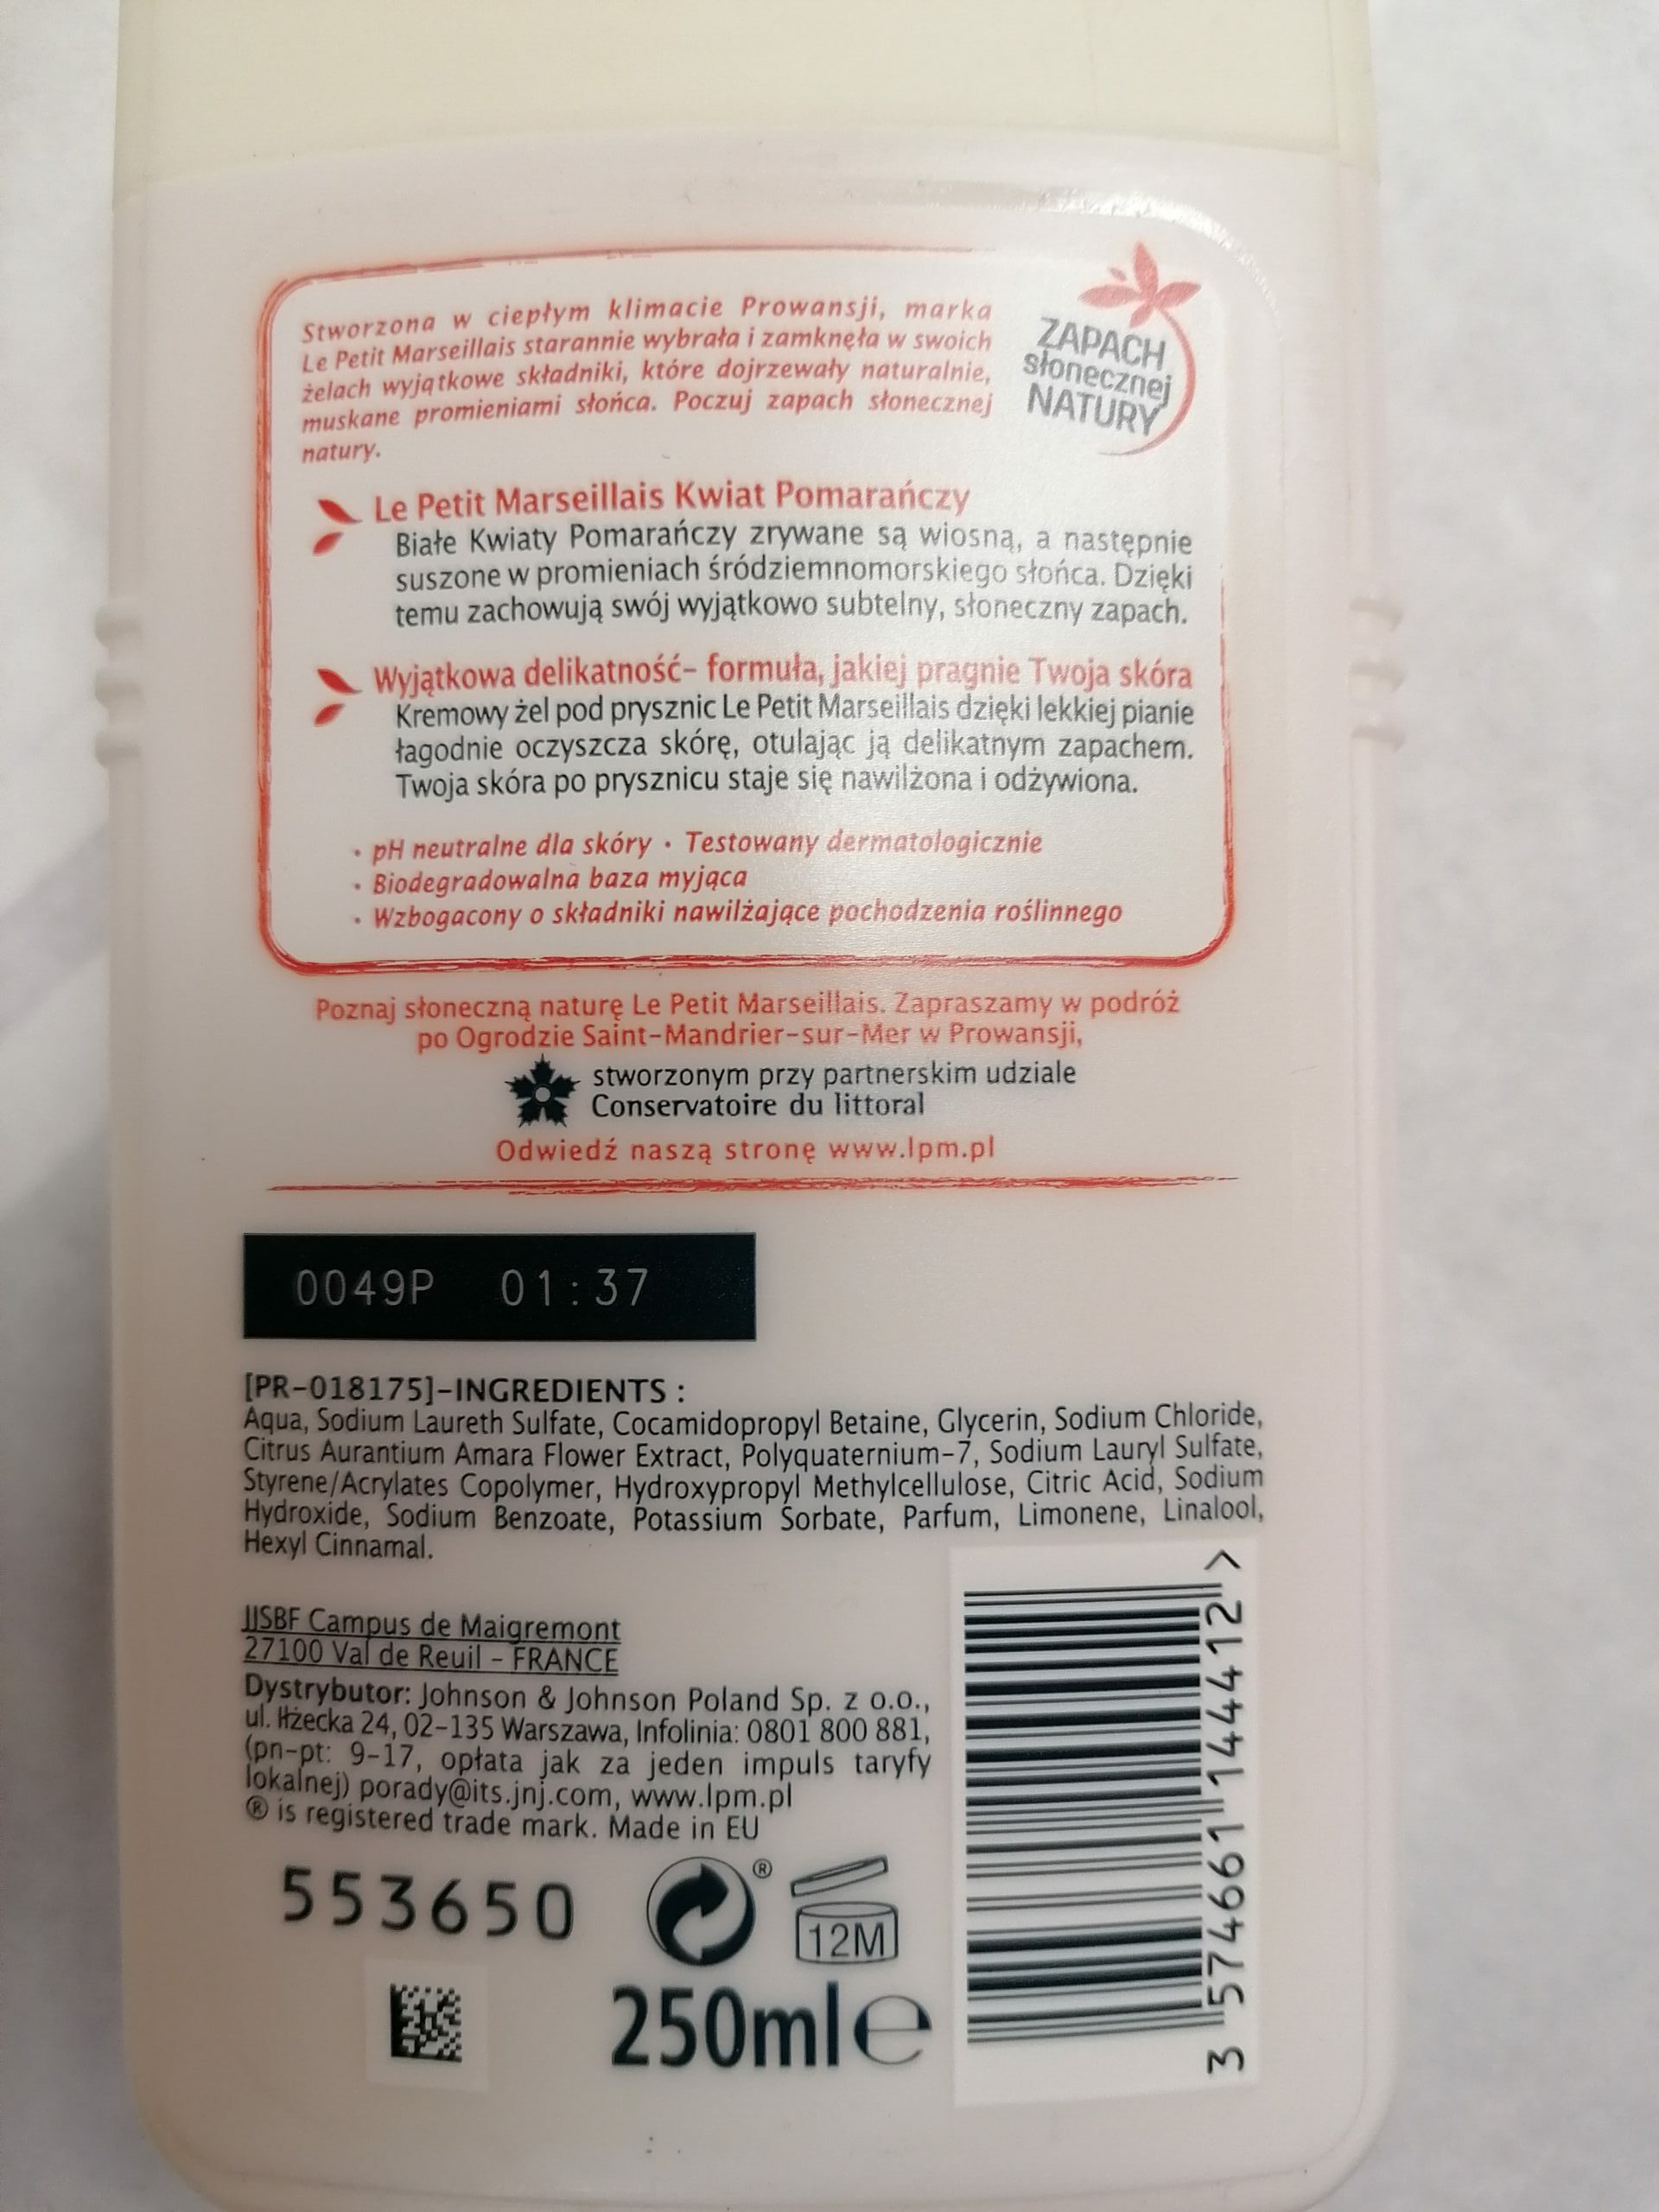 Stworzona w ciepłym klimacie Prowansji, marka
Le Petit Marseillais starannie wybrała i zamknęła w swoich
żelach wyjątkowe składniki, które dojrzewały naturalnie,
muskane promieniami słońca. Poczuj zapach słonecznej
natury.
ZAPACH
słonecznej
NATURY
Le Petit Marseillais Kwiat Pomarańczy
Białe Kwiaty Pomarańczy zrywane są wiosną, a następnie
suszone w promieniach śródziemnomorskiego słońca. Dzięki
temu zachowują swój wyjątkowo subtelny, słoneczny zapach.
Wyjątkowa delikatność– formuła, jakiej pragnie Twoja skóra
Kremowy żel pod prysznic Le Petit Marseillais dzięki lekkiej pianie
łagodnie oczyszcza skórę, otulając ją delikatnym zapachem.
Twoja skóra po prysznicu staje się nawilżona i odżywiona.
• pH neutralne dla skóry • Testowany dermatologicznie
• Biodegradowalna baza myjąca
• Wzbogacony o składniki nawilżające pochodzenia roślinnego
Poznaj słoneczną naturę Le Petit Marseillais. Zapraszamy w podróż
po Ogrodzie Saint-Mandrier-sur-Mer w Prowansji,
stworzonym przy partnerskim udziale
Conservatoire du littoral
Odwiedź naszą stronę www.lpm.pl
0049P 01:37
[PR-018175]-INGREDIENTS :
Aqua, Sodium Laureth Sulfate, Cocamidopropyl Betaine, Glycerin, Sodium Chloride,
Citrus Aurantium Amara Flower Extract, Polyquaternium-7, Sodium Lauryl Sulfate,
Styrene/Acrylates Copolymer, Hydroxypropyl Methylcellulose, Citric Acid, Sodium
Hydroxide, Sodium Benzoate, Potassium Sorbate, Parfum, Limonene, Linalool,
Hexyl Cinnamal.
JJSBF Campus de Maigremont
27100 Val de Reuil - FRANCE
Dystrybutor: Johnson & Johnson Poland Sp. z o.o.,
ul. Iłżecka 24, 02-135 Warszawa, Infolinia: 0801 800 881,
(pn-pt: 9-17, opłata jak za jeden impuls taryfy
lokalnej) porady@its.jnj.com, www.lpm.pl
® is registered trade mark. Made in EU
553650
®
12M
250ml e
3 574661 144412 >